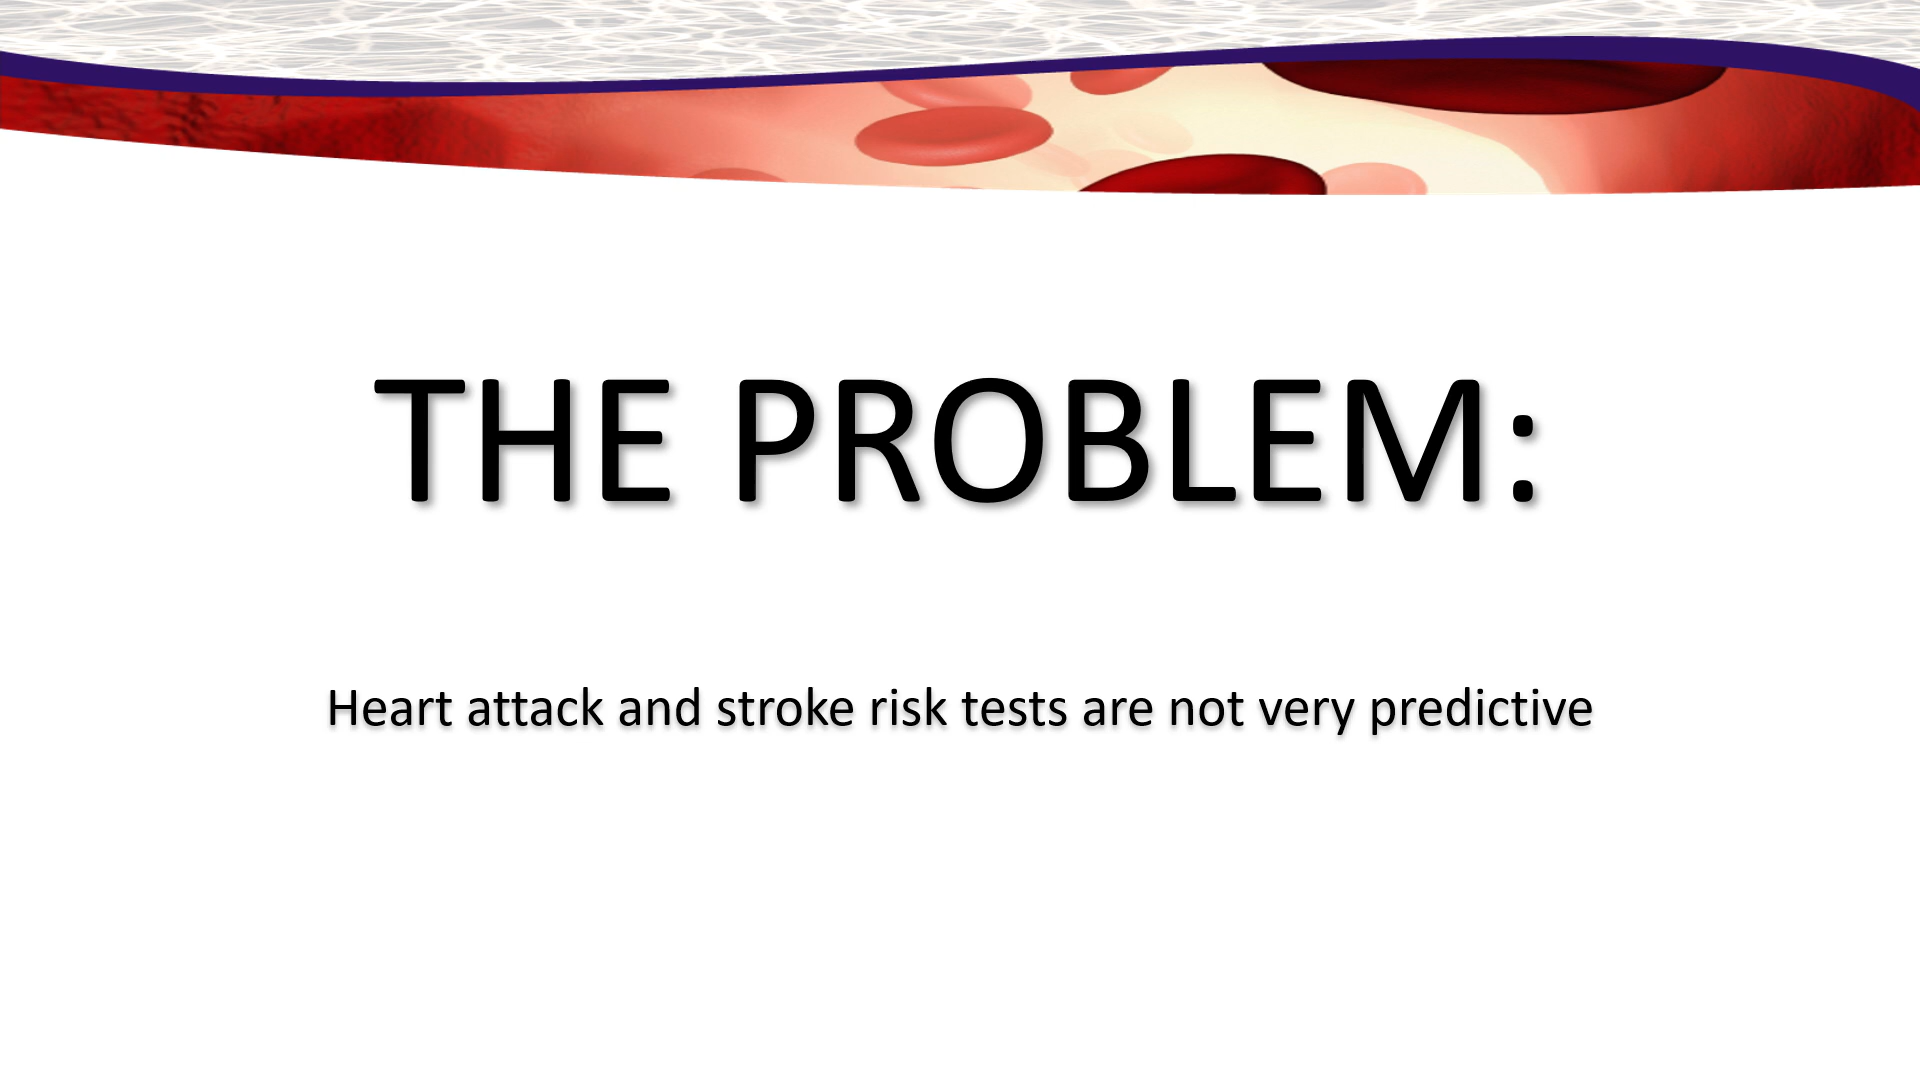 THE PROBLEM:
Heart attack and stroke risk tests are not very predictive